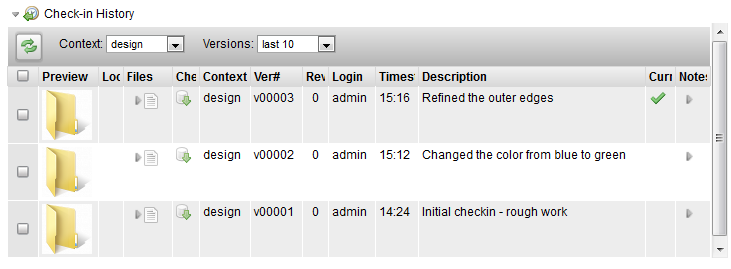 Check-in History
Context: design Versions: last 10
Preview Loc Files Che Context Ver# Rev Login Timest Description Curr Notes
design v00003 0 admin 15:16 Refined the outer edges
design v00002 0 admin 15:12 Changed the color from blue to green
design v00001 0 admin 14:24 Initial checkin - rough work